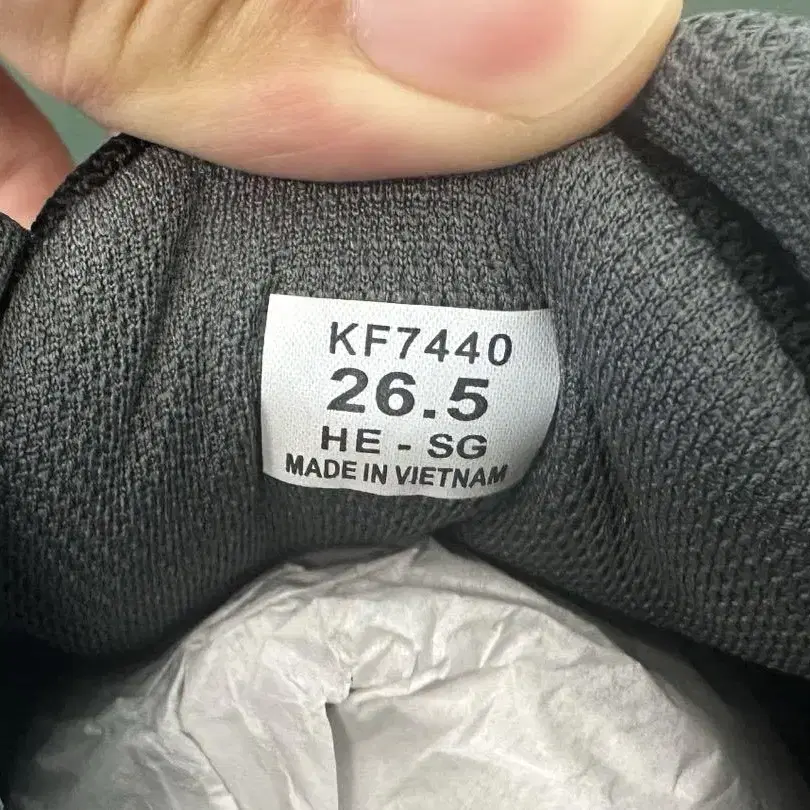 KF7440
26.5
HE - SG
MADE IN VIETNAM